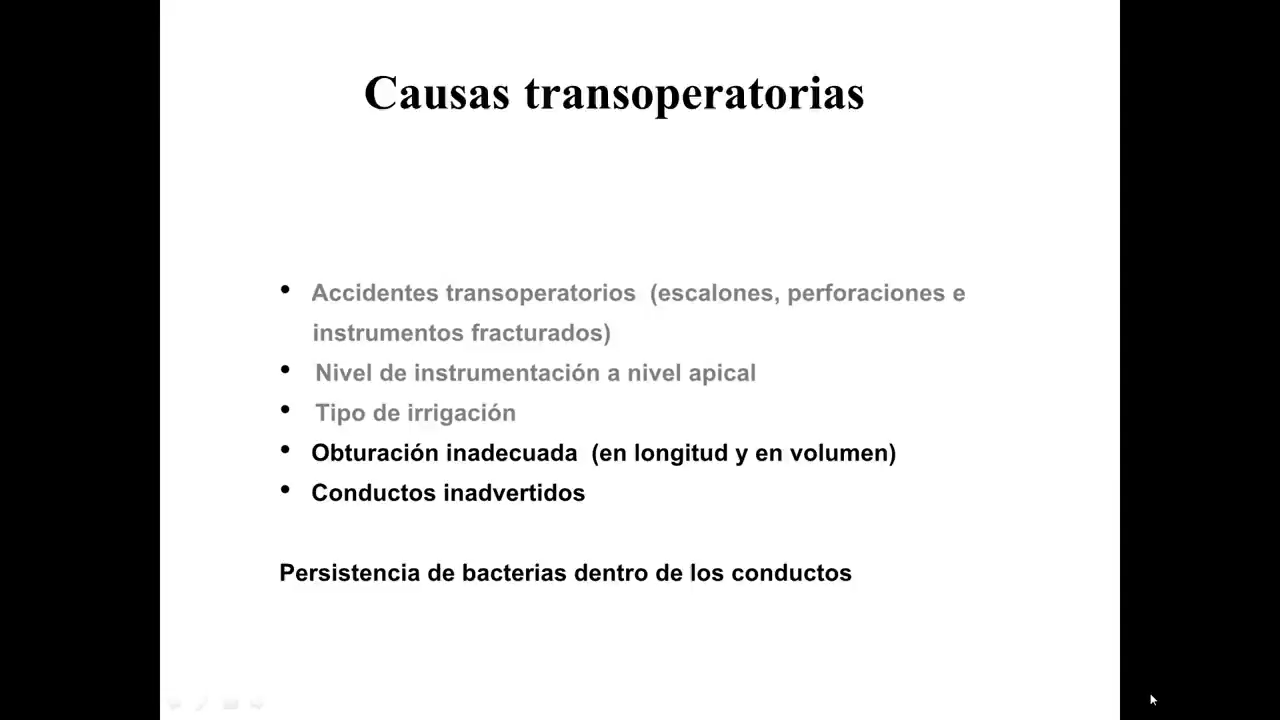 Causas transoperatorias
• Accidentes transoperatorios (escalones, perforaciones e
instrumentos fracturados)
• Nivel de instrumentación a nivel apical
• Tipo de irrigación
• Obturación inadecuada (en longitud y en volumen)
• Conductos inadvertidos
Persistencia de bacterias dentro de los conductos